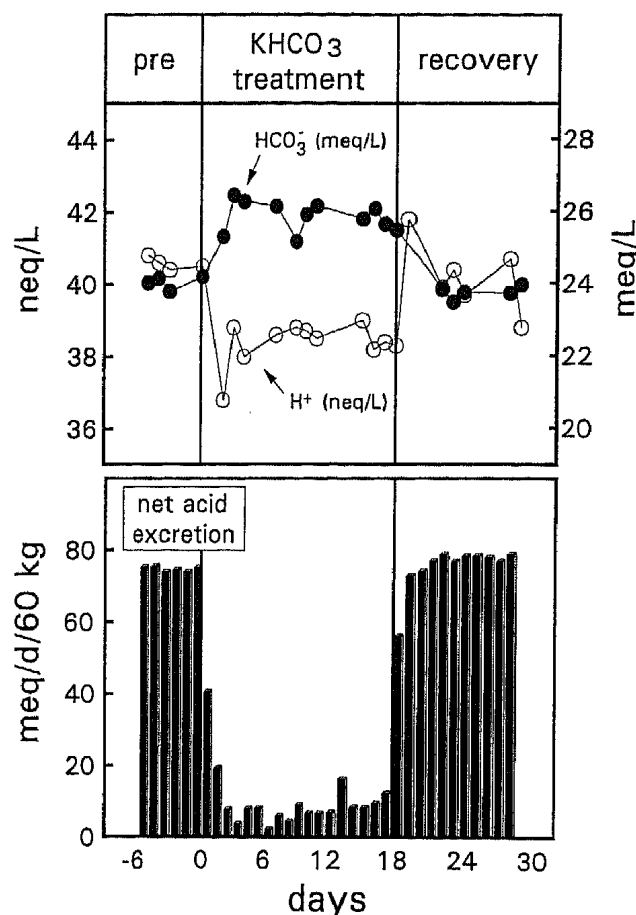 pre
KHCO3
treatment
recovery
44
42
40
38
36
neq/L
HCO3- (meq/L)
H+ (neq/L)
28
26
24
22
20
meq/L
net acid
excretion
80
60
40
20
0
meq/d/60 kg
-6 0 6 12 18 24 30
days